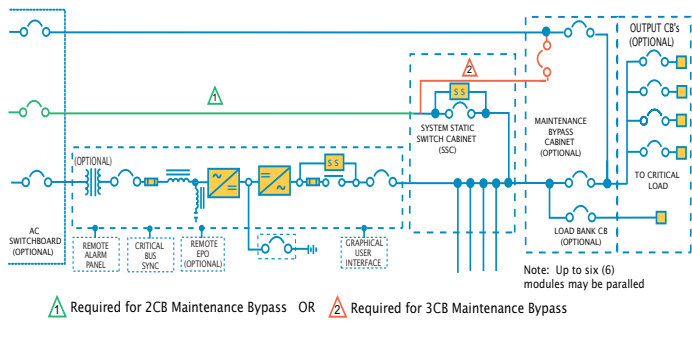 OUTPUT CB's
(OPTIONAL)
2
1
S S
SYSTEM STATIC
SWITCH CABINET
(SSC)
MAINTENANCE
BYPASS
CABINET
(OPTIONAL)
(OPTIONAL)
S S
TO CRITICAL
LOAD
AC
SWITCHBOARD
(OPTIONAL)
REMOTE
ALARM
PANEL
CRITICAL
BUS
SYNC
REMOTE
EPO
(OPTIONAL)
GRAPHICAL
USER
INTERFACE
LOAD BANK CB
(OPTIONAL)
Note: Up to six (6)
modules may be paralled
1 Required for 2CB Maintenance Bypass OR 2 Required for 3CB Maintenance Bypass